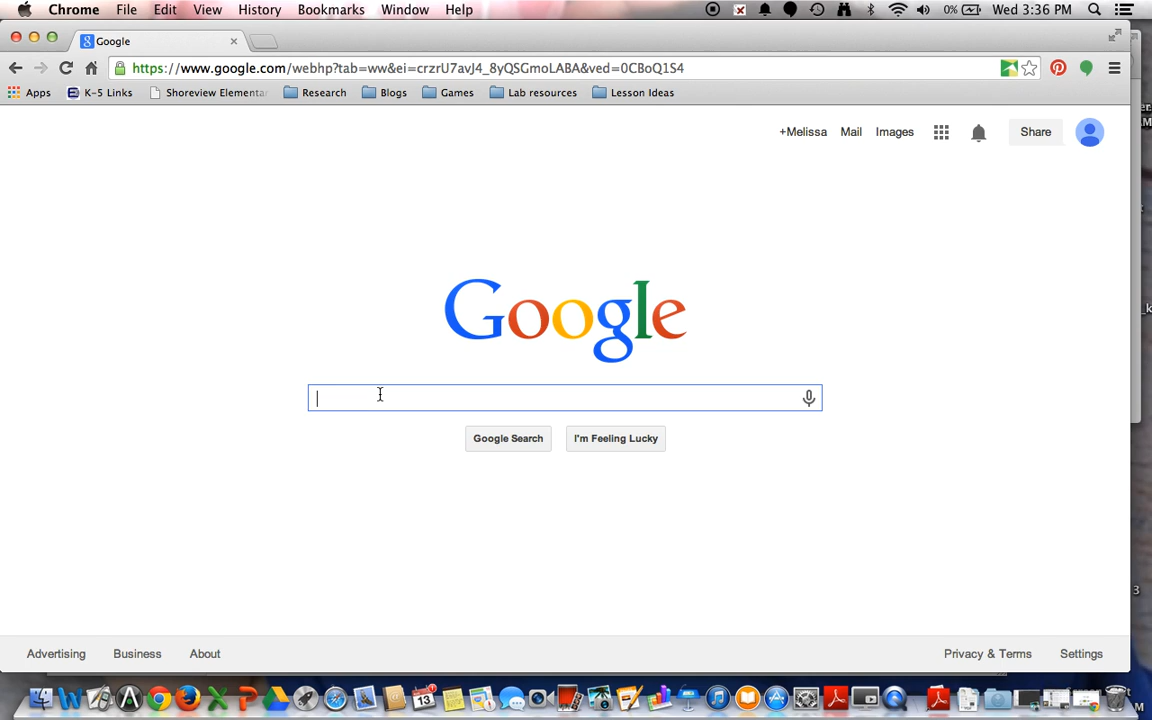 Chrome File Edit View History Bookmarks Window Help 0% Wed 3:36 PM
Google
https://www.google.com/webhp?tab=ww&ei=crzrU7avJ4_8yQSGmoLABA&ved=0CBoQ1S4
Apps K-5 Links Shoreview Elementar Research Blogs Games Lab resources Lesson Ideas
+Melissa Mail Images Share
Google
Google Search I'm Feeling Lucky
Advertising Business About Privacy & Terms Settings